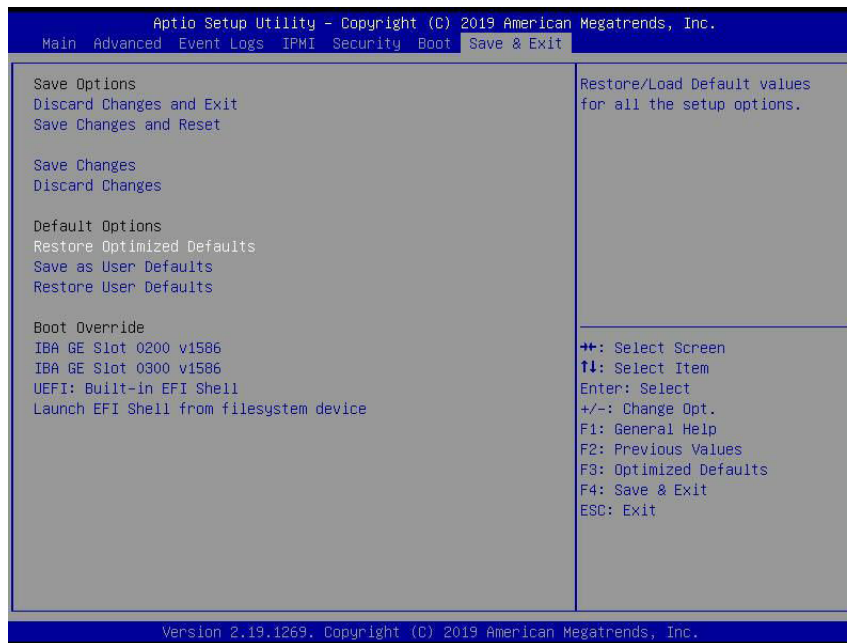 Aptio Setup Utility – Copyright (C) 2019 American Megatrends, Inc.
Main Advanced Event Logs IPMI Security Boot Save & Exit
Save Options
Discard Changes and Exit
Save Changes and Reset
Save Changes
Discard Changes
Default Options
Restore Optimized Defaults
Save as User Defaults
Restore User Defaults
Boot Override
IBA GE Slot 0200 v1586
IBA GE Slot 0300 v1586
UEFI: Built-in EFI Shell
Launch EFI Shell from filesystem device
Restore/Load Default values
for all the setup options.
→←: Select Screen
↑↓: Select Item
Enter: Select
+/-: Change Opt.
F1: General Help
F2: Previous Values
F3: Optimized Defaults
F4: Save & Exit
ESC: Exit
Version 2.19.1269. Copyright (C) 2019 American Megatrends, Inc.